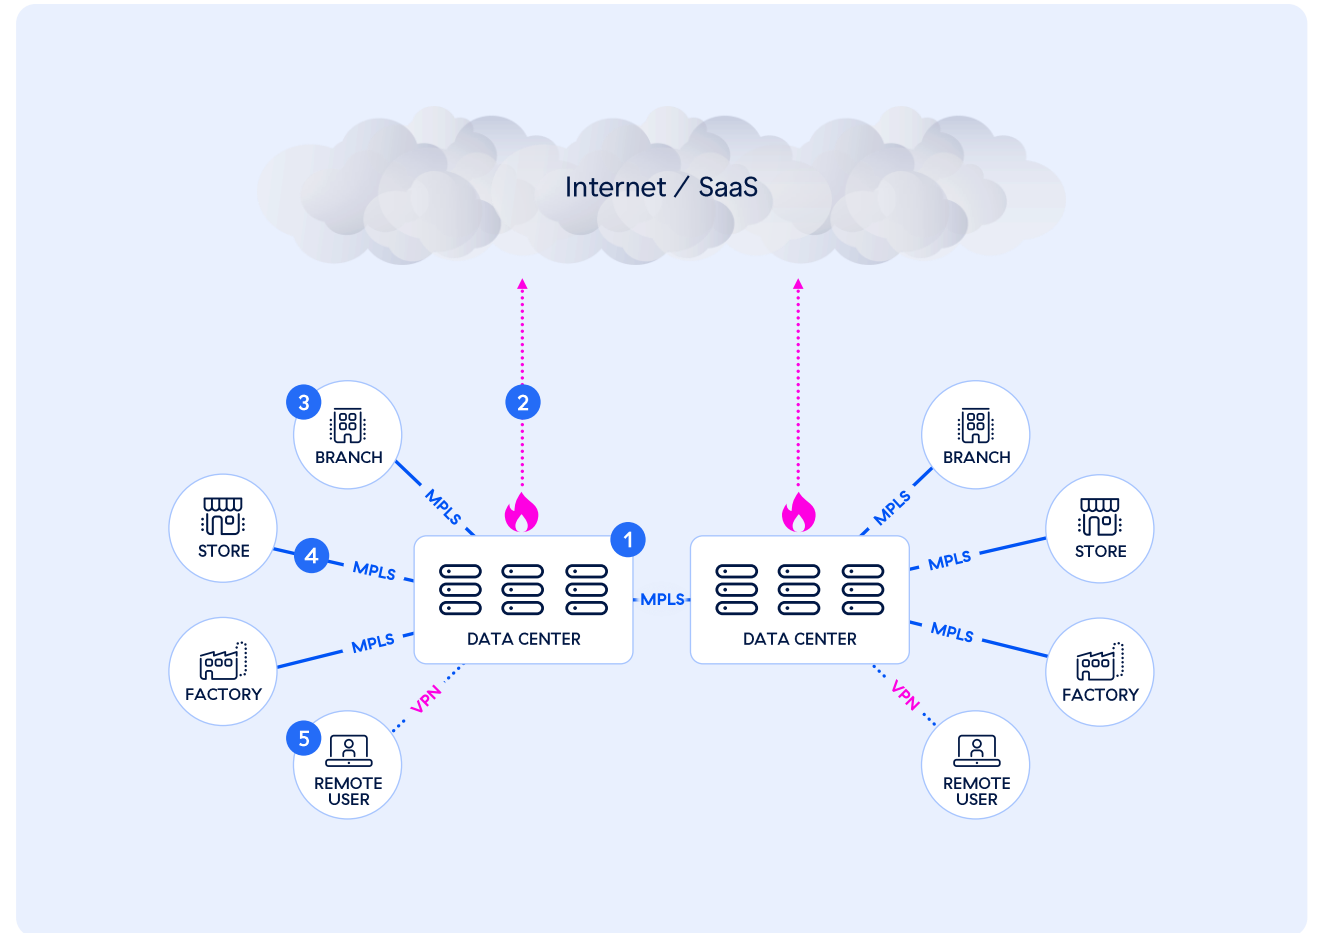 Internet / SaaS
3
2
BRANCH
BRANCH
MPLS
MPLS
STORE
4
MPLS
1
MPLS
STORE
MPLS
DATA CENTER
DATA CENTER
MPLS
MPLS
FACTORY
FACTORY
VPN
VPN
5
REMOTE
USER
REMOTE
USER